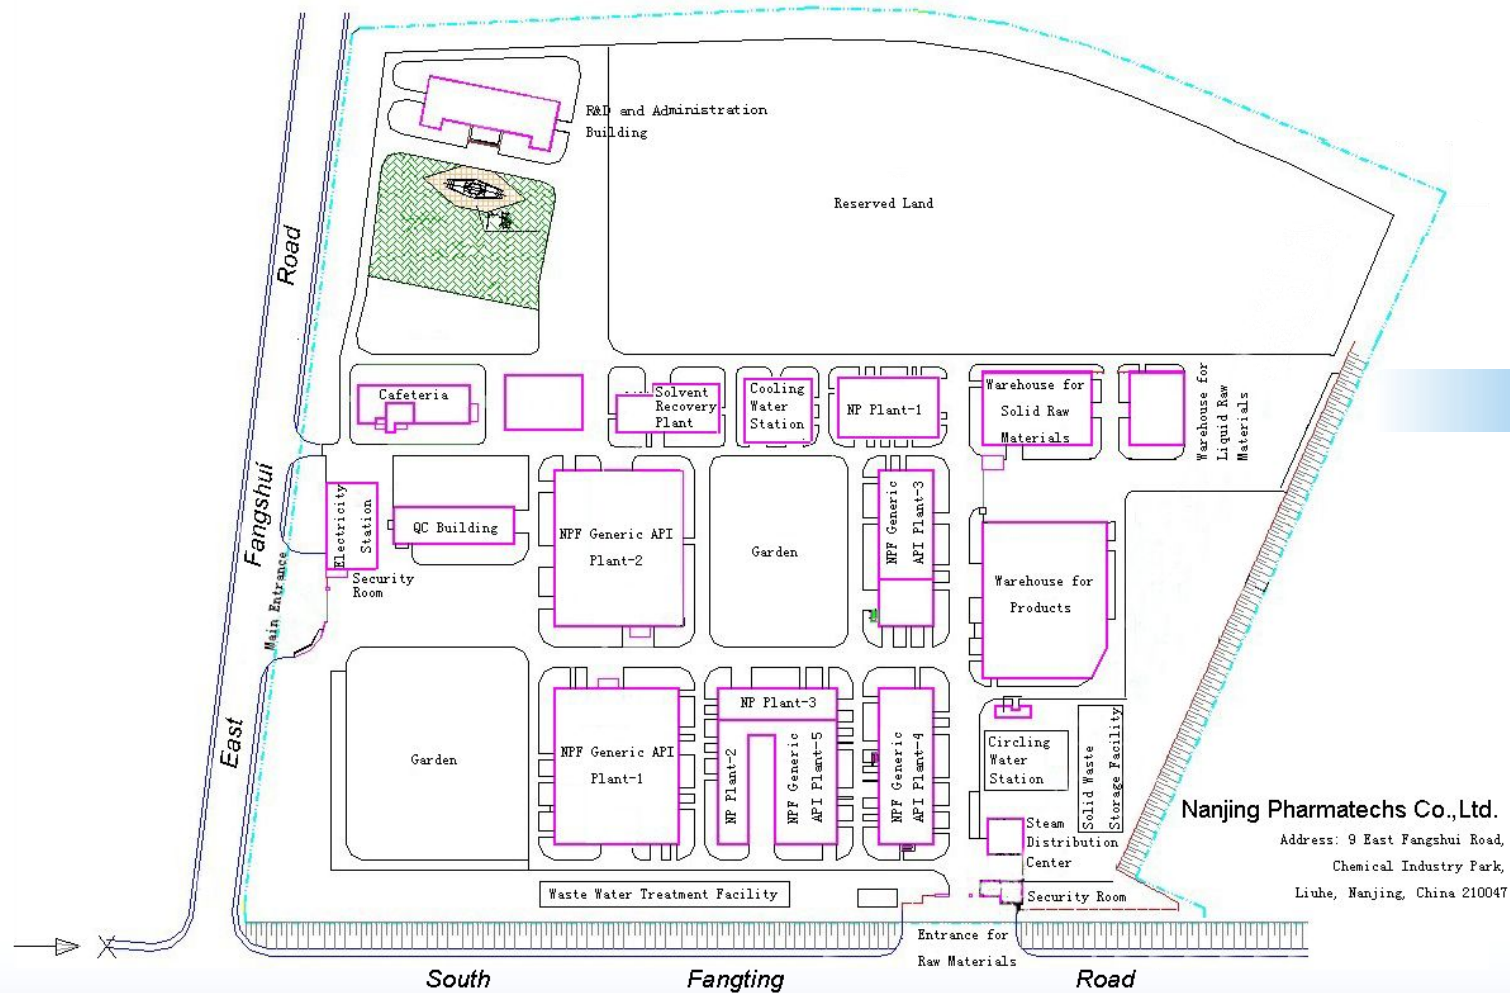 R&D and Administration
Building
Reserved Land
Road
Cafeteria
Solvent
Recovery
Plant
Cooling
Water
Station
NP Plant-1
Warehouse for
Solid Raw
Materials
Warehouse for
Liquid Raw
Materials
Fangshui
Electricity
Station
QC Building
Security
Room
Main Entrance
NPF Generic API
Plant-2
Garden
NPF Generic
API Plant-3
Warehouse for
Products
East
Garden
NPF Generic API
Plant-1
NP Plant-3
NP Plant-2
NPF Generic
API Plant-5
NPF Generic
API Plant-4
Circling
Water
Station
Solid Waste
Storage Facility
Steam
Distribution
Center
Nanjing Pharmatechs Co.,Ltd.
Address: 9 East Fangshui Road,
Chemical Industry Park,
Liuhe, Nanjing, China 210047
Waste Water Treatment Facility
Security Room
Entrance for
Raw Materials
South Fangting Road